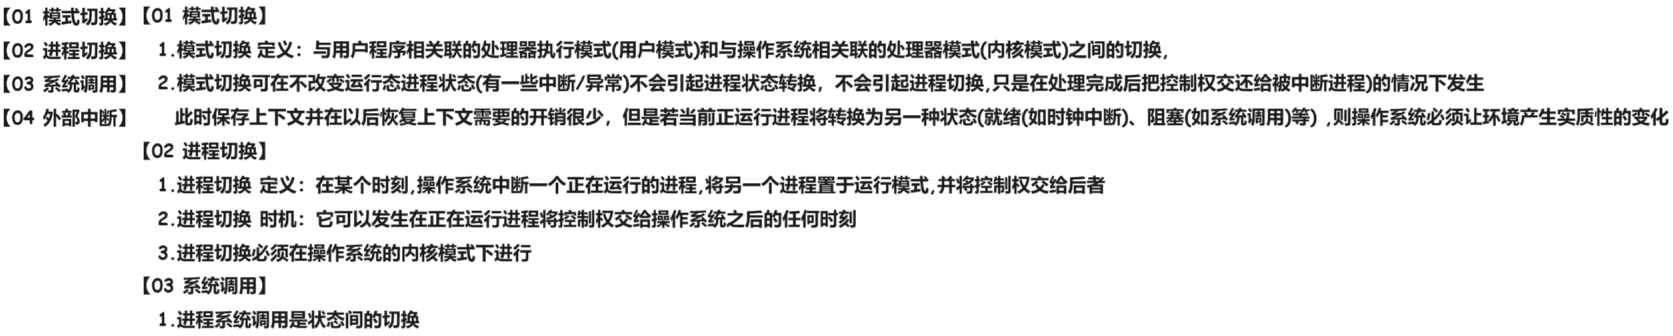 【01 模式切换】
【02 进程切换】
【03 系统调用】
【04 外部中断】
【01 模式切换】
1.模式切换 定义：与用户程序相关联的处理器执行模式(用户模式)和与操作系统相关联的处理器模式(内核模式)之间的切换,
2.模式切换可在不改变运行态进程状态(有一些中断/异常)不会引起进程状态转换，不会引起进程切换,只是在处理完成后把控制权交还给被中断进程)的情况下发生
此时保存上下文并在以后恢复上下文需要的开销很少，但是若当前正运行进程将转换为另一种状态(就绪(如时钟中断)、阻塞(如系统调用)等) ,则操作系统必须让环境产生实质性的变化
【02 进程切换】
1.进程切换 定义：在某个时刻,操作系统中断一个正在运行的进程,将另一个进程置于运行模式,并将控制权交给后者
2.进程切换 时机：它可以发生在正在运行进程将控制权交给操作系统之后的任何时刻
3.进程切换必须在操作系统的内核模式下进行
【03 系统调用】
1.进程系统调用是状态间的切换